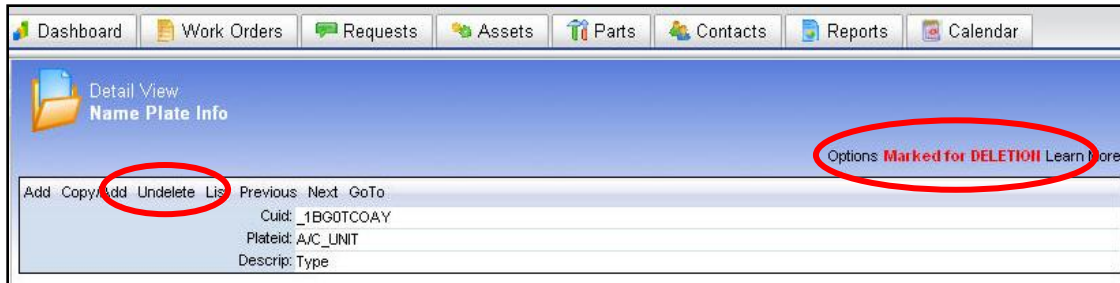 Dashboard Work Orders Requests Assets Parts Contacts Reports Calendar
Detail View
Name Plate Info
Options Marked for DELETION Learn More
Add Copy/Add Undelete List Previous Next GoTo
Cuid: _1BG0TCOAY
Plateid: A/C_UNIT
Descrip: Type